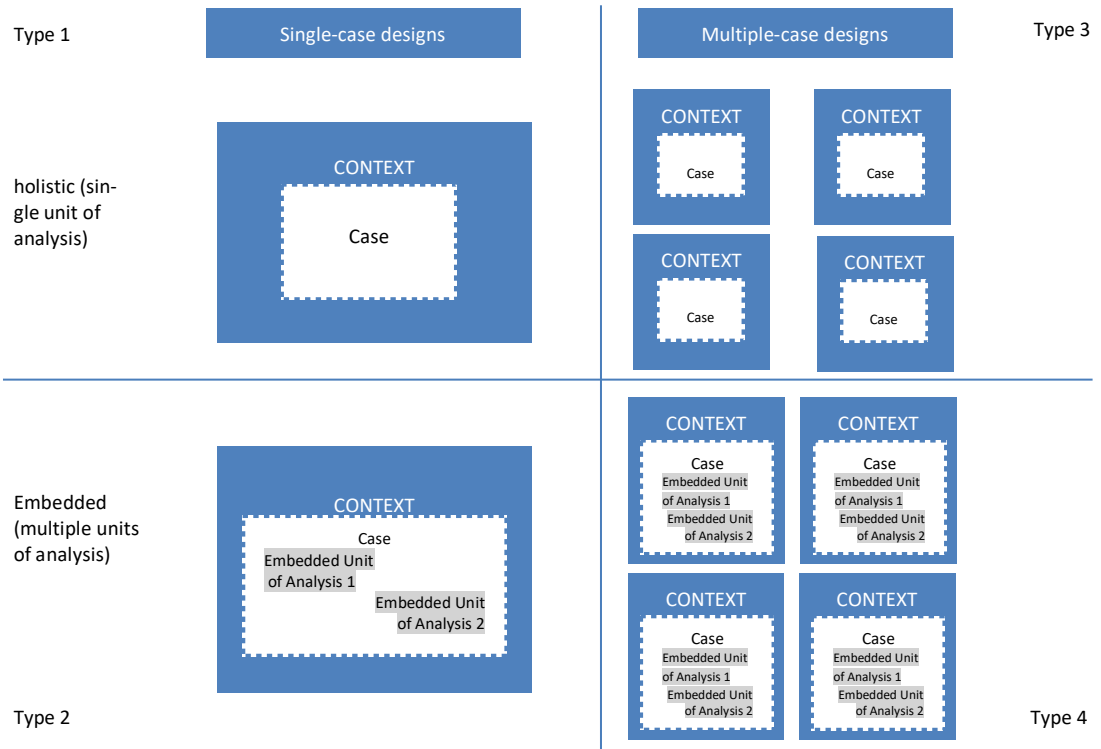 Type 1
Single-case designs
Multiple-case designs
Type 3
holistic (sin-
gle unit of
analysis)
CONTEXT
Case
CONTEXT
Case
CONTEXT
Case
CONTEXT
Case
CONTEXT
Case
Embedded
(multiple units
of analysis)
CONTEXT
Case
Embedded Unit
of Analysis 1
Embedded Unit
of Analysis 2
CONTEXT
Case
Embedded Unit
of Analysis 1
Embedded Unit
of Analysis 2
CONTEXT
Case
Embedded Unit
of Analysis 1
Embedded Unit
of Analysis 2
CONTEXT
Case
Embedded Unit
of Analysis 1
Embedded Unit
of Analysis 2
CONTEXT
Case
Embedded Unit
of Analysis 1
Embedded Unit
of Analysis 2
Type 2
Type 4